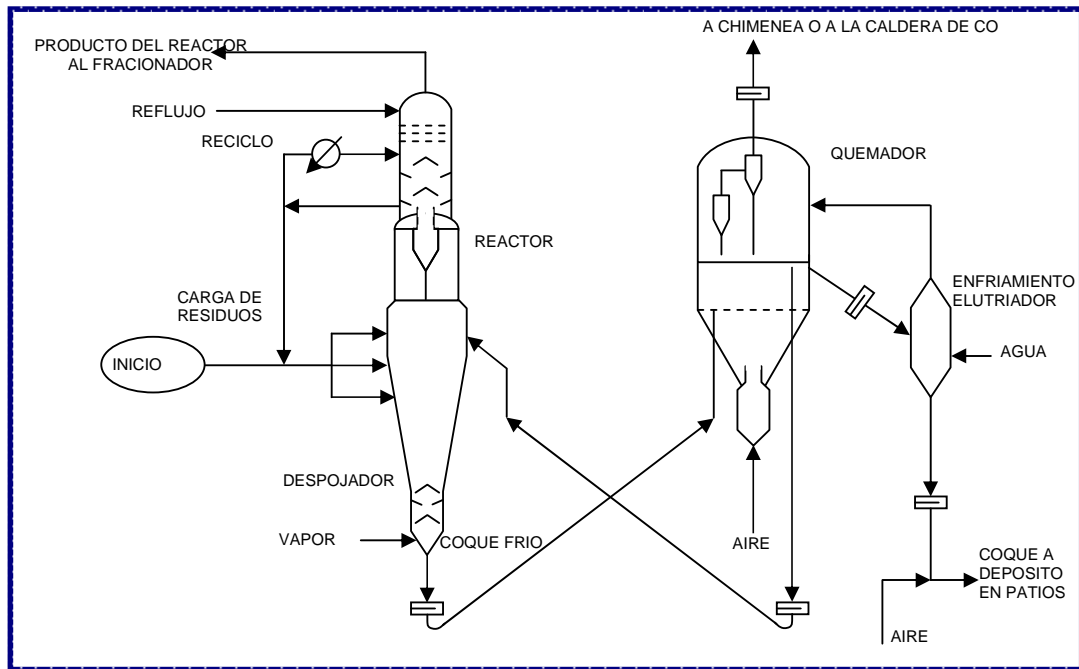 A CHIMENEA O A LA CALDERA DE CO
PRODUCTO DEL REACTOR
AL FRACIONADOR
REFLUJO
RECICLO
QUEMADOR
REACTOR
ENFRIAMIENTO
ELUTRIADOR
CARGA DE
RESIDUOS
INICIO
AGUA
DESPOJADOR
VAPOR
COQUE FRIO
AIRE
COQUE A
DEPOSITO
EN PATIOS
AIRE